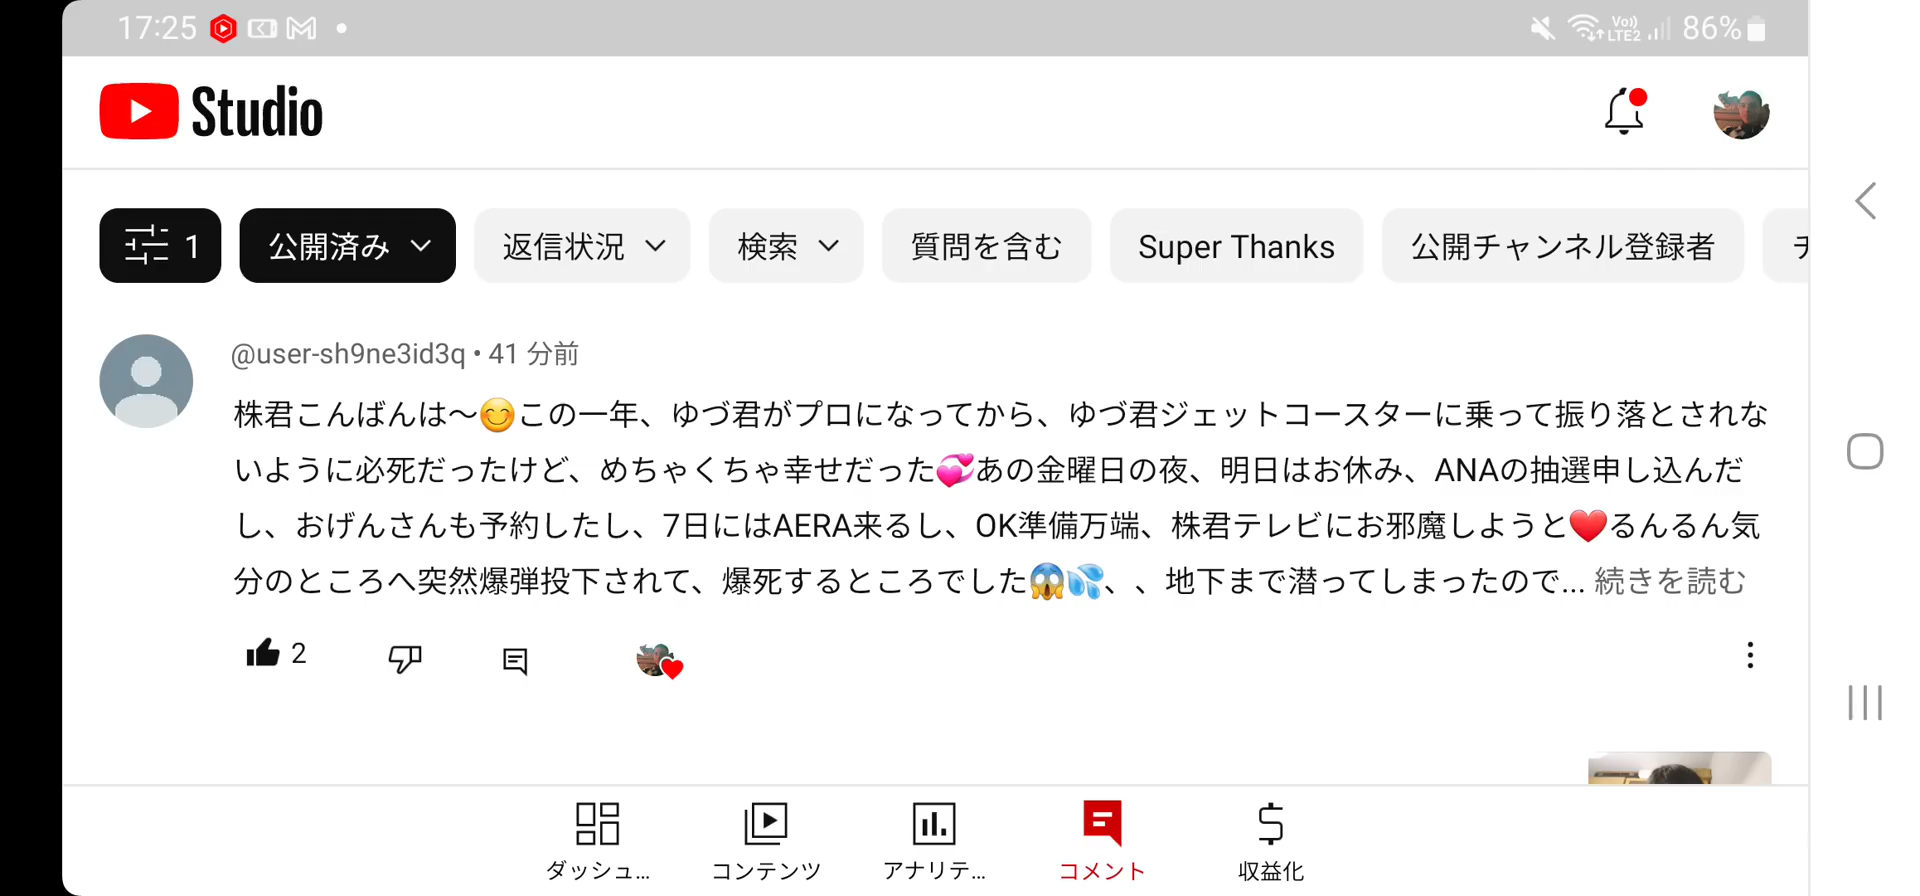 17:25
Vo))
LTE2
86%
Studio
1
公開済み
返信状況
検索
質問を含む
Super Thanks
公開チャンネル登録者
@user-sh9ne3id3q • 41 分前
株君こんばんは〜😊この一年、ゆづ君がプロになってから、ゆづ君ジェットコースターに乗って振り落とされな
いように必死だったけど、めちゃくちゃ幸せだった💞あの金曜日の夜、明日はお休み、ANAの抽選申し込んだ
し、おげんさんも予約したし、7日にはAERA来るし、OK準備万端、株君テレビにお邪魔しようと❤️るんるん気
分のところへ突然爆弾投下されて、爆死するところでした😱💦、、地下まで潜ってしまったので... 続きを読む
2
ダッシュ...
コンテンツ
アナリテ...
コメント
収益化